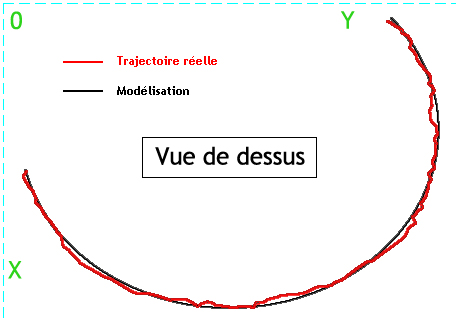 0 Y
Trajectoire réelle
Modélisation
Vue de dessus
X